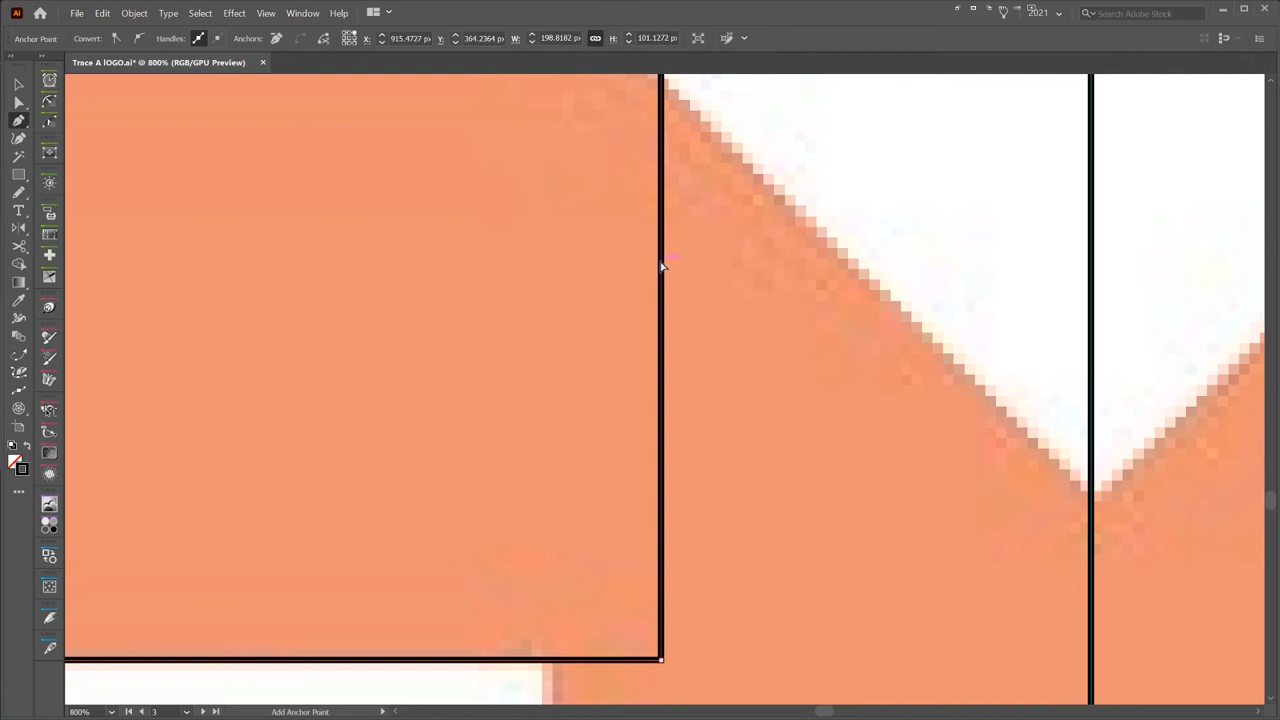 Ai File Edit Object Type Select Effect View Window Help 2021 Search Adobe Stock
Anchor Point Convert: Handles: Anchors: X: 915.4727 px Y: 364.2364 px W: 198.8182 px H: 101.1272 px
Trace A lOGO.ai* @ 800% (RGB/GPU Preview) ×
800% 3 Add Anchor Point